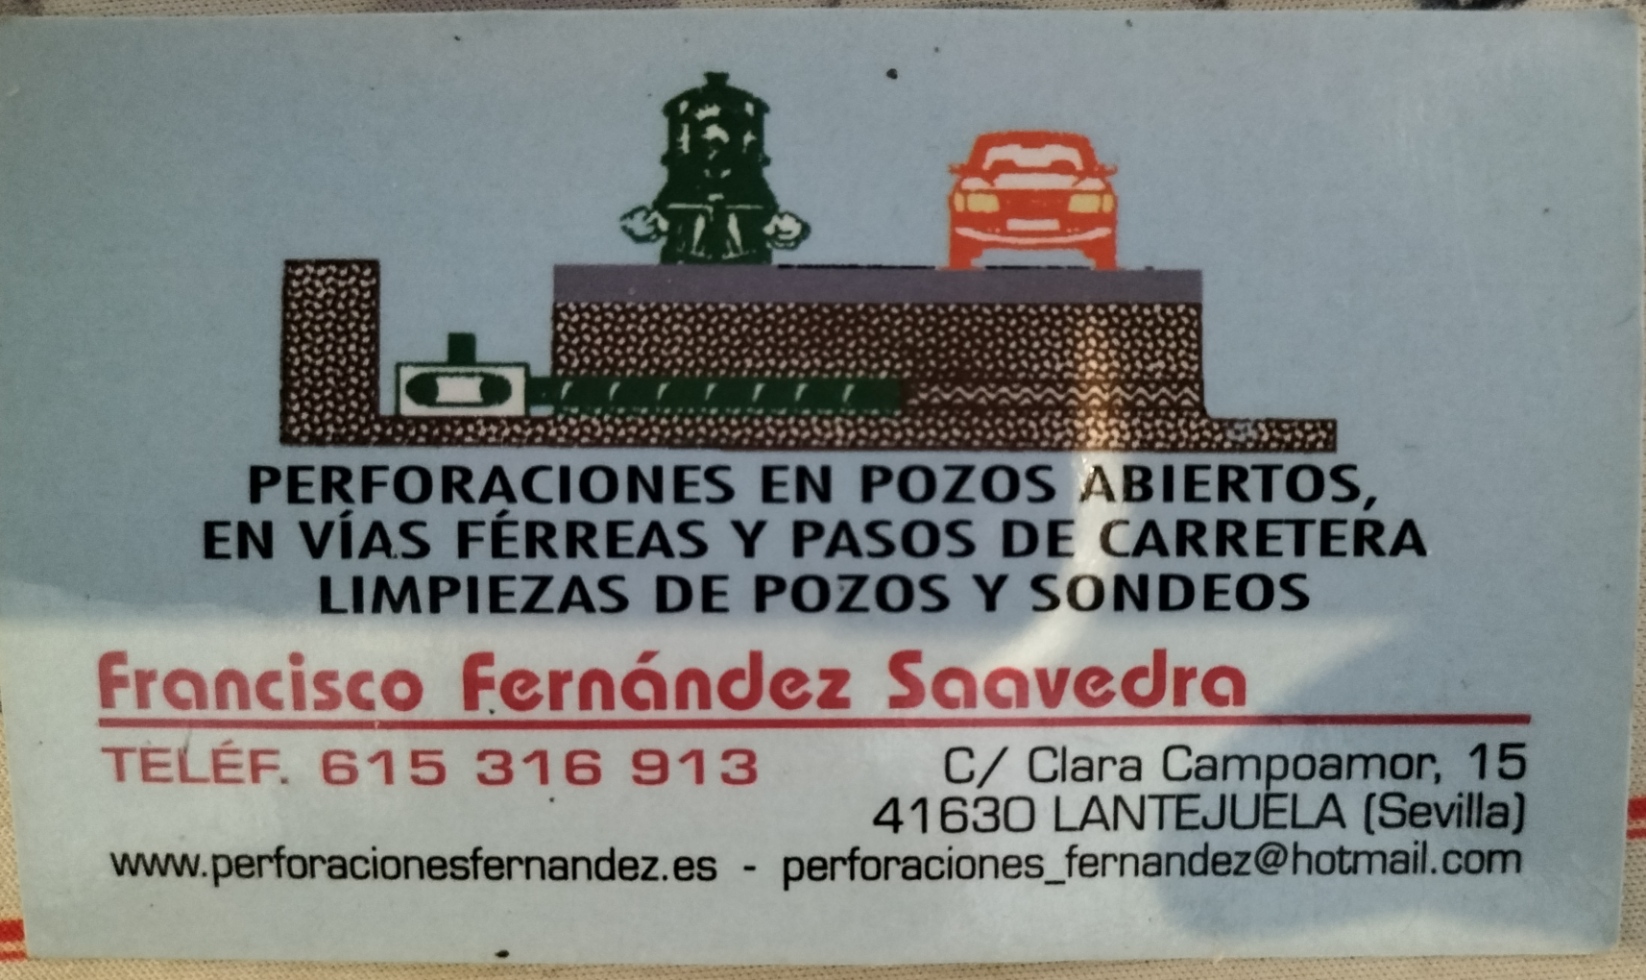 PERFORACIONES EN POZOS ABIERTOS,
EN VÍAS FÉRREAS Y PASOS DE CARRETERA
LIMPIEZAS DE POZOS Y SONDEOS
Francisco Fernández Saavedra
TELÉF. 615 316 913
C/ Clara Campoamor, 15
41630 LANTEJUELA (Sevilla)
www.perforacionesfernandez.es - perforaciones_fernandez@hotmail.com